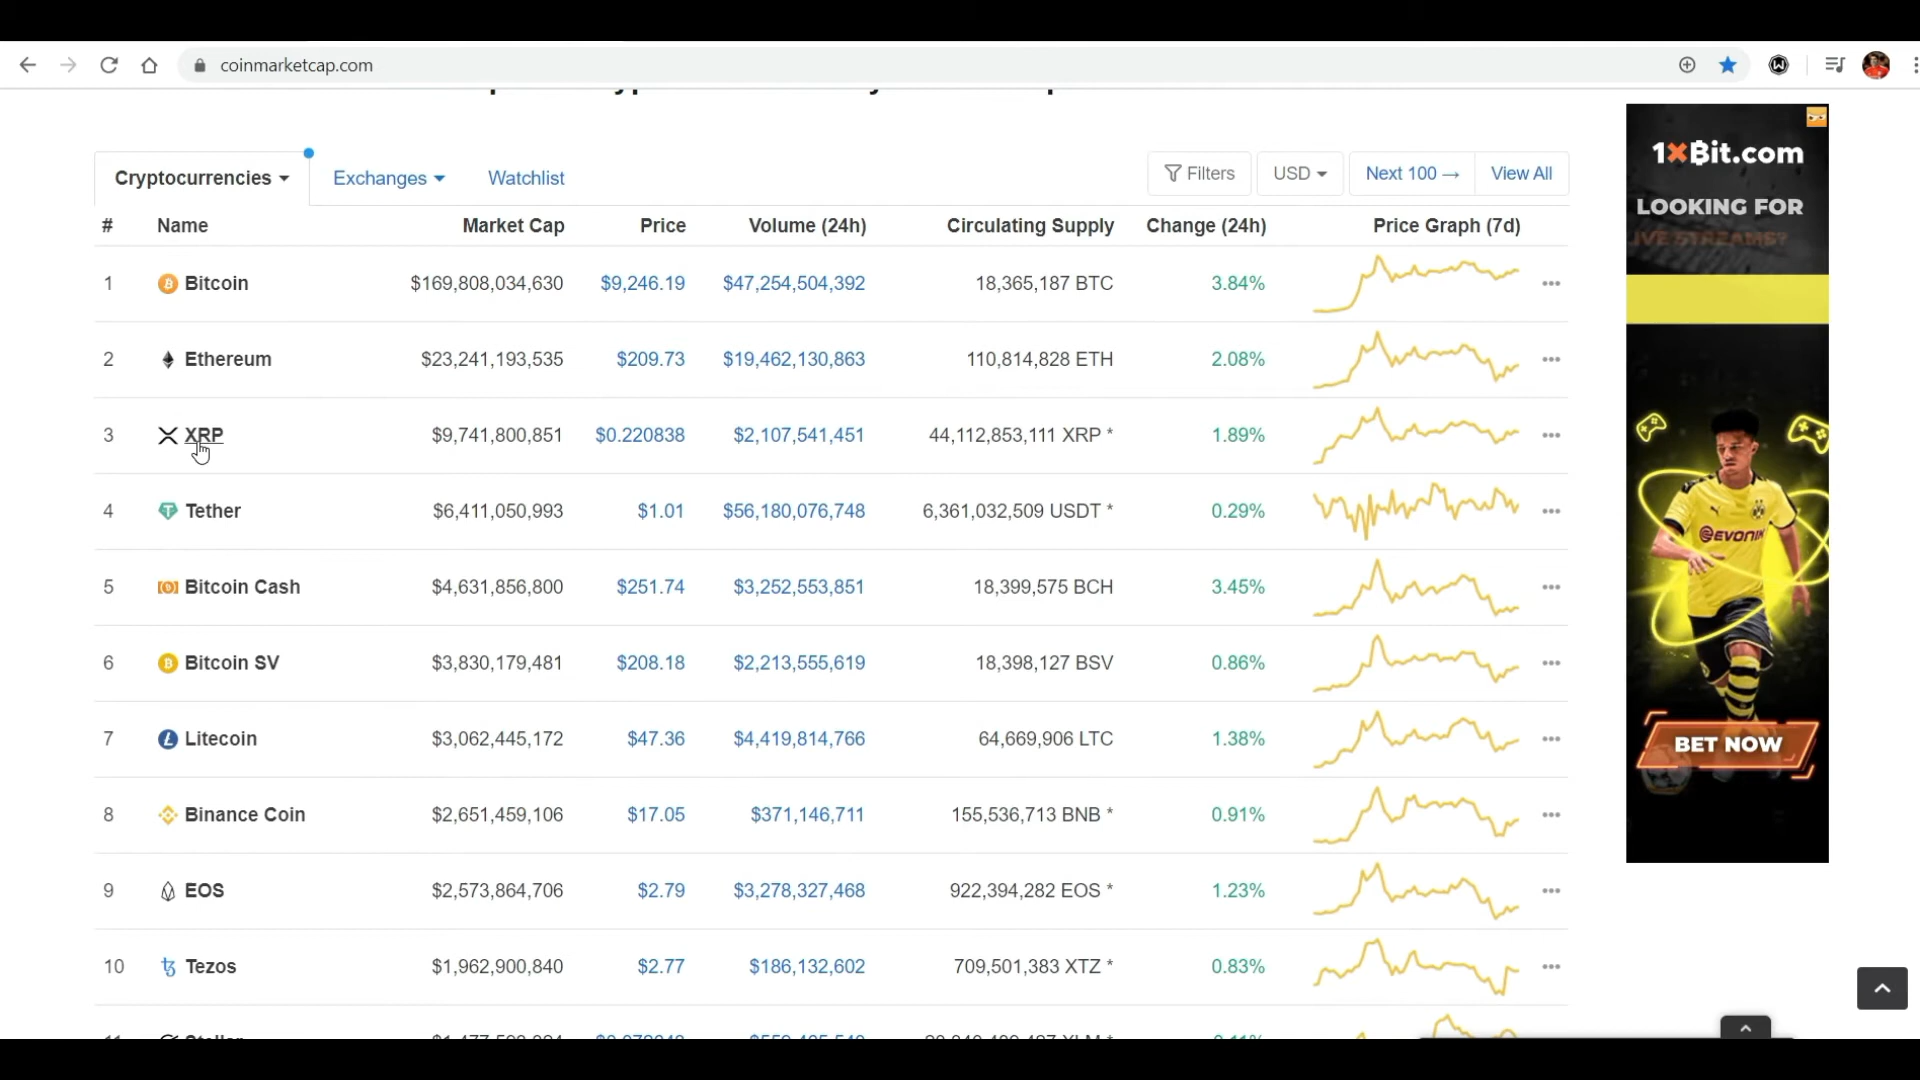 coinmarketcap.com
Cryptocurrencies Exchanges Watchlist Filters USD Next 100 → View All
# Name Market Cap Price Volume (24h) Circulating Supply Change (24h) Price Graph (7d)
1 Bitcoin $169,808,034,630 $9,246.19 $47,254,504,392 18,365,187 BTC 3.84%
2 Ethereum $23,241,193,535 $209.73 $19,462,130,863 110,814,828 ETH 2.08%
3 XRP $9,741,800,851 $0.220838 $2,107,541,451 44,112,853,111 XRP * 1.89%
4 Tether $6,411,050,993 $1.01 $56,180,076,748 6,361,032,509 USDT * 0.29%
5 Bitcoin Cash $4,631,856,800 $251.74 $3,252,553,851 18,399,575 BCH 3.45%
6 Bitcoin SV $3,830,179,481 $208.18 $2,213,555,619 18,398,127 BSV 0.86%
7 Litecoin $3,062,445,172 $47.36 $4,419,814,766 64,669,906 LTC 1.38%
8 Binance Coin $2,651,459,106 $17.05 $371,146,711 155,536,713 BNB * 0.91%
9 EOS $2,573,864,706 $2.79 $3,278,327,468 922,394,282 EOS * 1.23%
10 Tezos $1,962,900,840 $2.77 $186,132,602 709,501,383 XTZ * 0.83%
1XBit.com
LOOKING FOR
LIVE STREAMS?
EVONIK
BET NOW